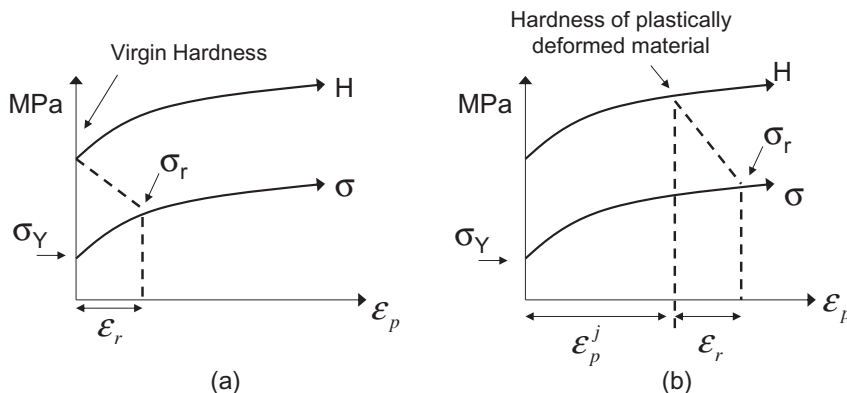 Virgin Hardness
MPa
H
σr
σ
σY
εr
εp
(a)
Hardness of plastically
deformed material
MPa
H
σr
σ
σY
εp
εpj
εr
(b)